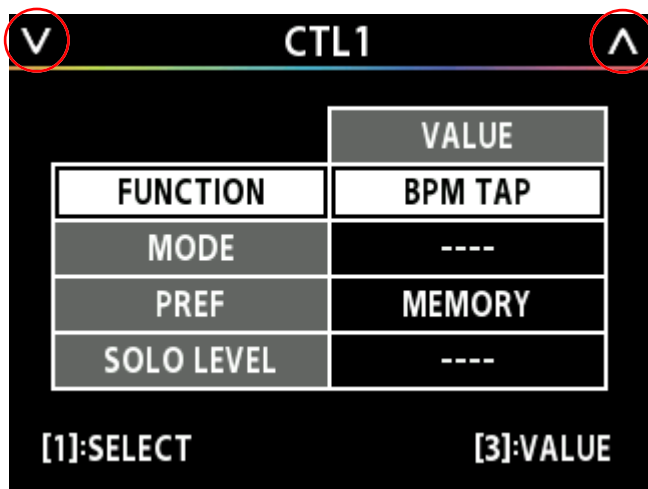 CTL1
VALUE
FUNCTION BPM TAP
MODE ----
PREF MEMORY
SOLO LEVEL ----
[1]:SELECT [3]:VALUE